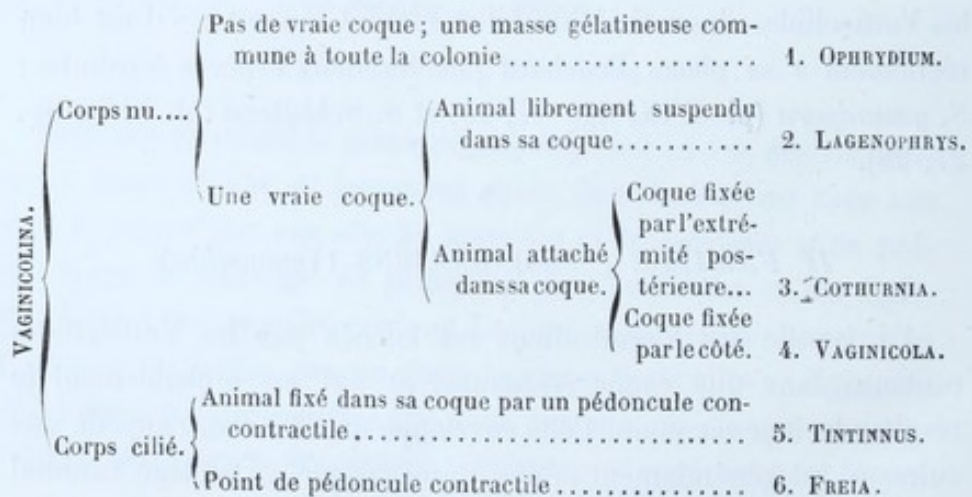 VAGINICOLINA.
Corps nu....
Pas de vraie coque; une masse gélatineuse com-
mune à toute la colonie ........................ 1. OPHRYDIUM.
Une vraie coque.
Animal librement suspendu
dans sa coque........... 2. LAGENOPHRYS.
Animal attaché
dans sa coque.
Coque fixée
par l'extré-
mité pos-
térieure... 3. COTHURNIA.
Coque fixée
par le côté. 4. VAGINICOLA.
Corps cilié.
Animal fixé dans sa coque par un pédoncule con-
contractile.................................... 5. TINTINNUS.
Point de pédoncule contractile ................ 6. FREIA.